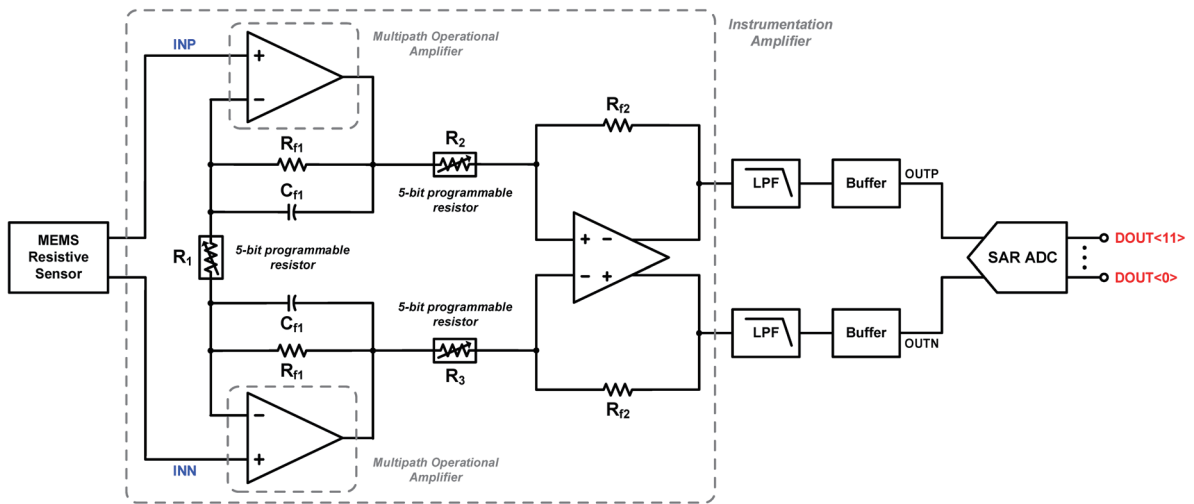 Instrumentation
Amplifier
Multipath Operational
Amplifier
INP
+
−
Rf1
Cf1
R2
5-bit programmable
resistor
Rf2
MEMS
Resistive
Sensor
R1
5-bit programmable
resistor
+ −
− +
LPF
Buffer
OUTP
SAR ADC
DOUT<11>
DOUT<0>
Cf1
Rf1
5-bit programmable
resistor
R3
Rf2
LPF
Buffer
OUTN
−
+
INN
Multipath Operational
Amplifier